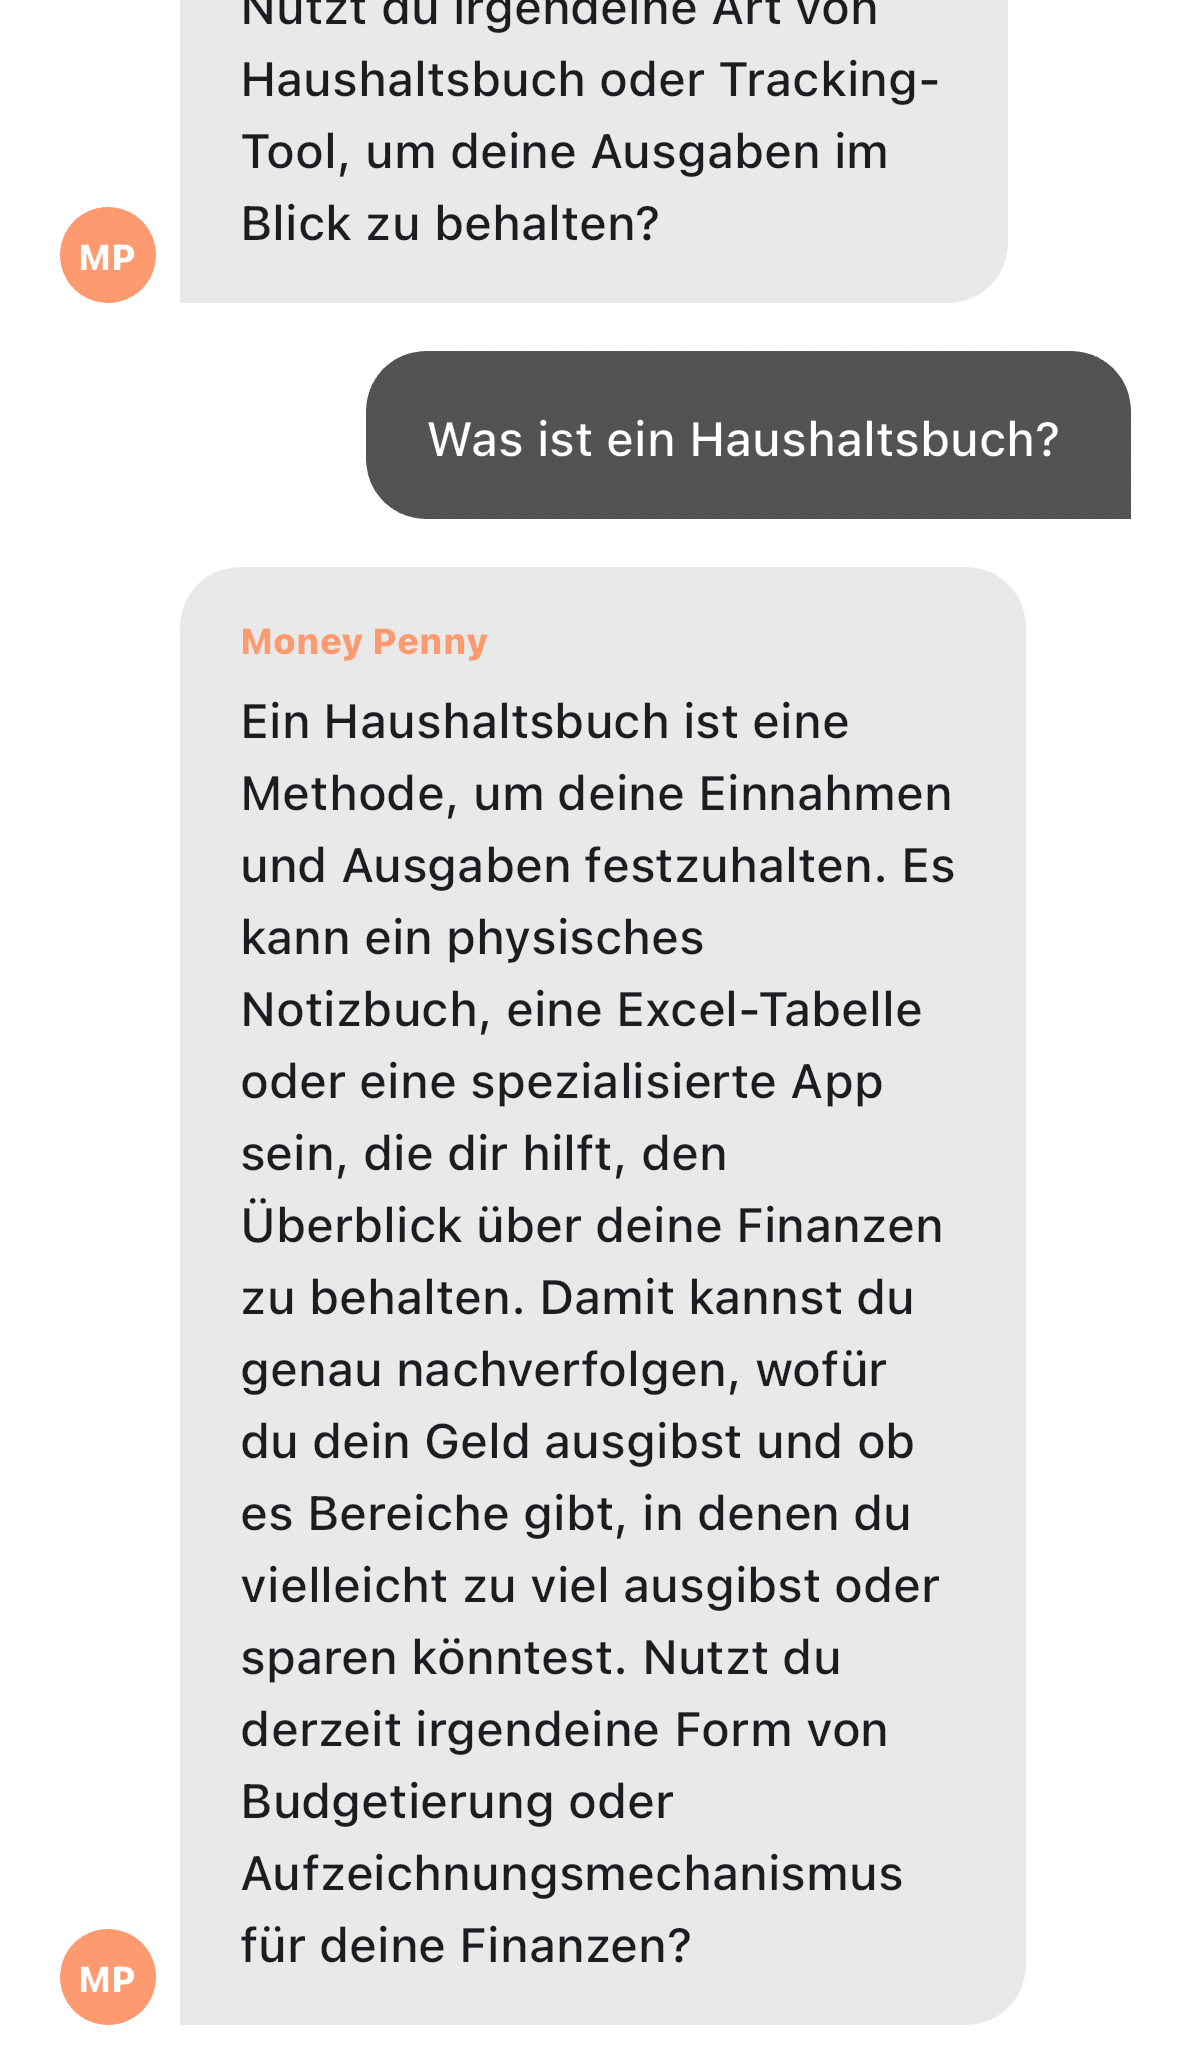 Nutzt du irgendeine Art von
Haushaltsbuch oder Tracking-
Tool, um deine Ausgaben im
Blick zu behalten?
MP
Was ist ein Haushaltsbuch?
Money Penny
Ein Haushaltsbuch ist eine
Methode, um deine Einnahmen
und Ausgaben festzuhalten. Es
kann ein physisches
Notizbuch, eine Excel-Tabelle
oder eine spezialisierte App
sein, die dir hilft, den
Überblick über deine Finanzen
zu behalten. Damit kannst du
genau nachverfolgen, wofür
du dein Geld ausgibst und ob
es Bereiche gibt, in denen du
vielleicht zu viel ausgibst oder
sparen könntest. Nutzt du
derzeit irgendeine Form von
Budgetierung oder
Aufzeichnungsmechanismus
für deine Finanzen?
MP